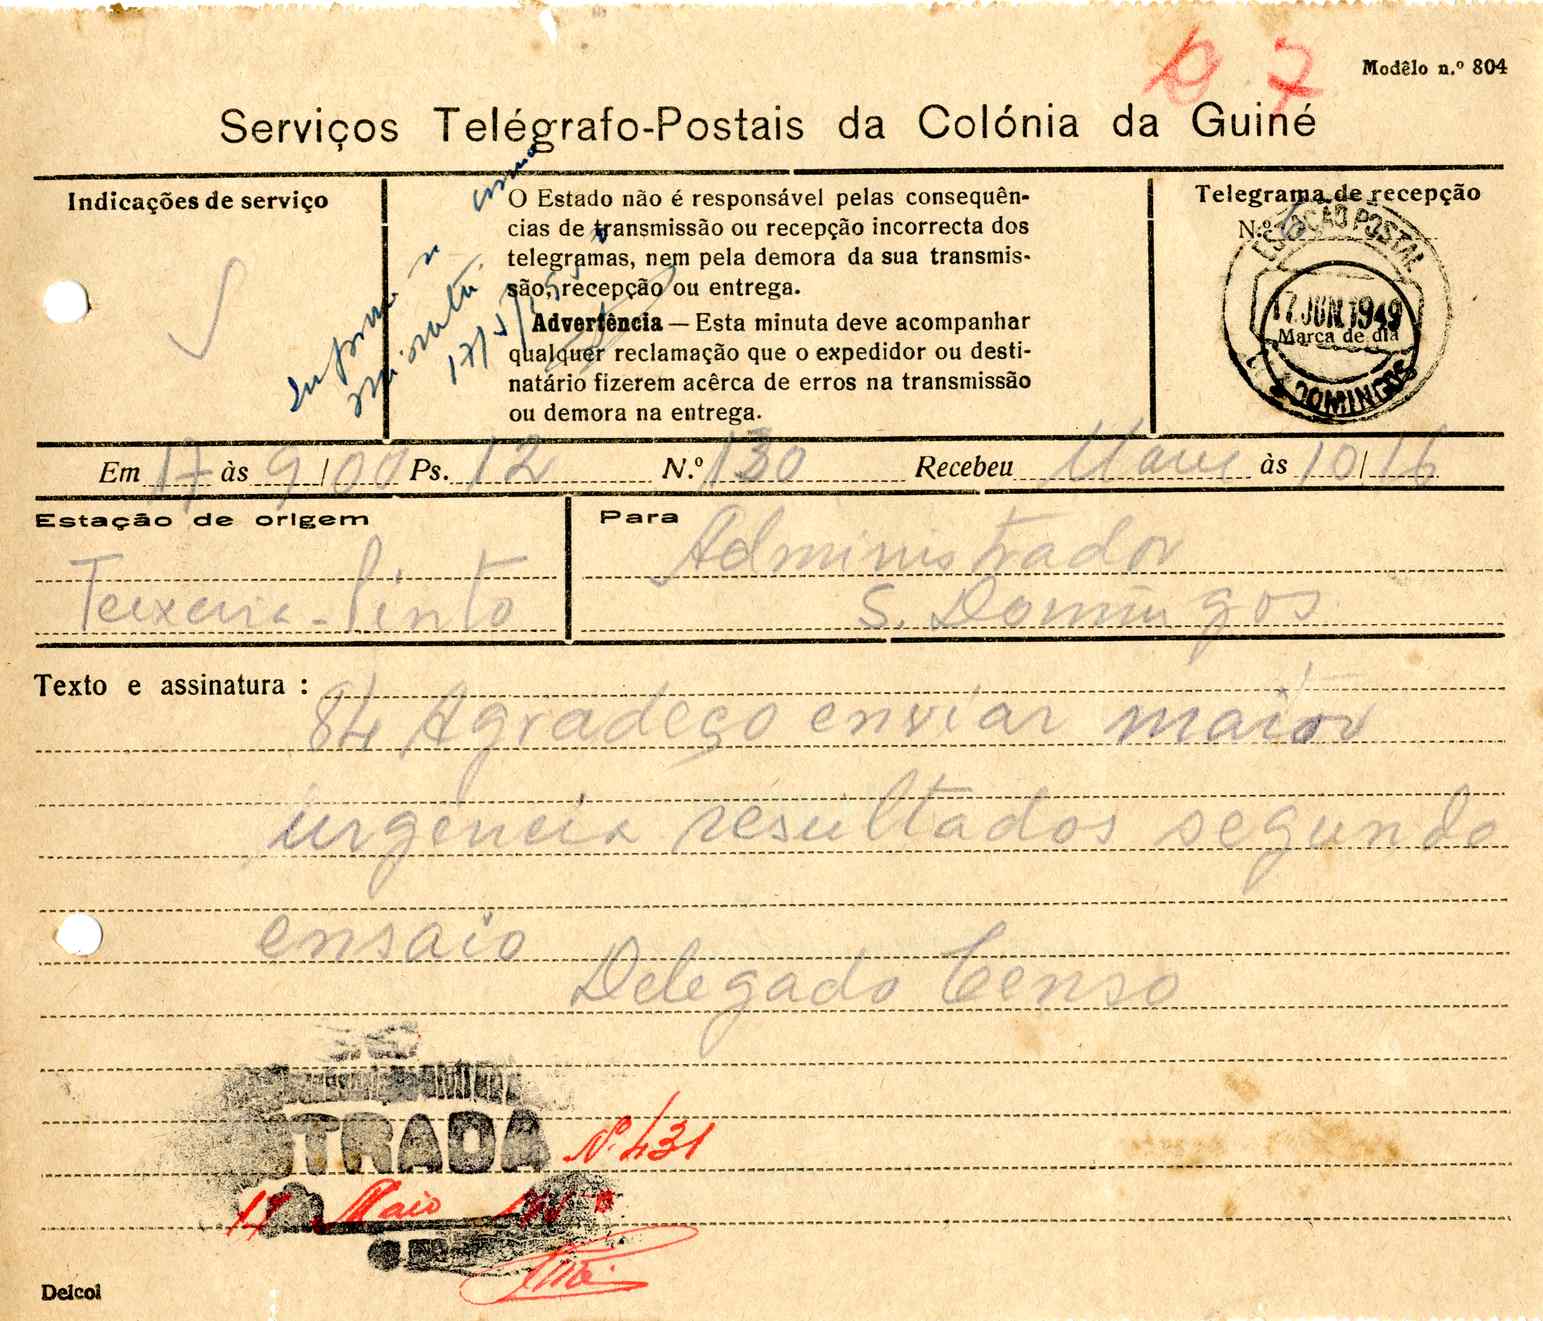 D 7
Modêlo n.º 804
Serviços Telégrafo-Postais da Colónia da Guiné
Indicações de serviço
O Estado não é responsável pelas consequên-
cias de transmissão ou recepção incorrecta dos
telegramas, nem pela demora da sua transmis-
são, recepção ou entrega.
Advertência — Esta minuta deve acompanhar
qualquer reclamação que o expedidor ou desti-
natário fizerem acêrca de erros na transmissão
ou demora na entrega.
Telegrama de recepção
N.º
ESTAÇÃO POSTAL
17 JUN 1949
Marca de dia
DOMINGOS
Em 17 às 9/00 Ps. 12 N.º 130 Recebeu às 10/16
Estação de origem
Teixeira-Pinto
Para
Administrador
S. Domingos
Texto e assinatura :
84 Agradeço enviar maior
urgencia resultados segundo
ensaio
Delegado Censo
TRADA Nº 431
17 Maio
Delcol